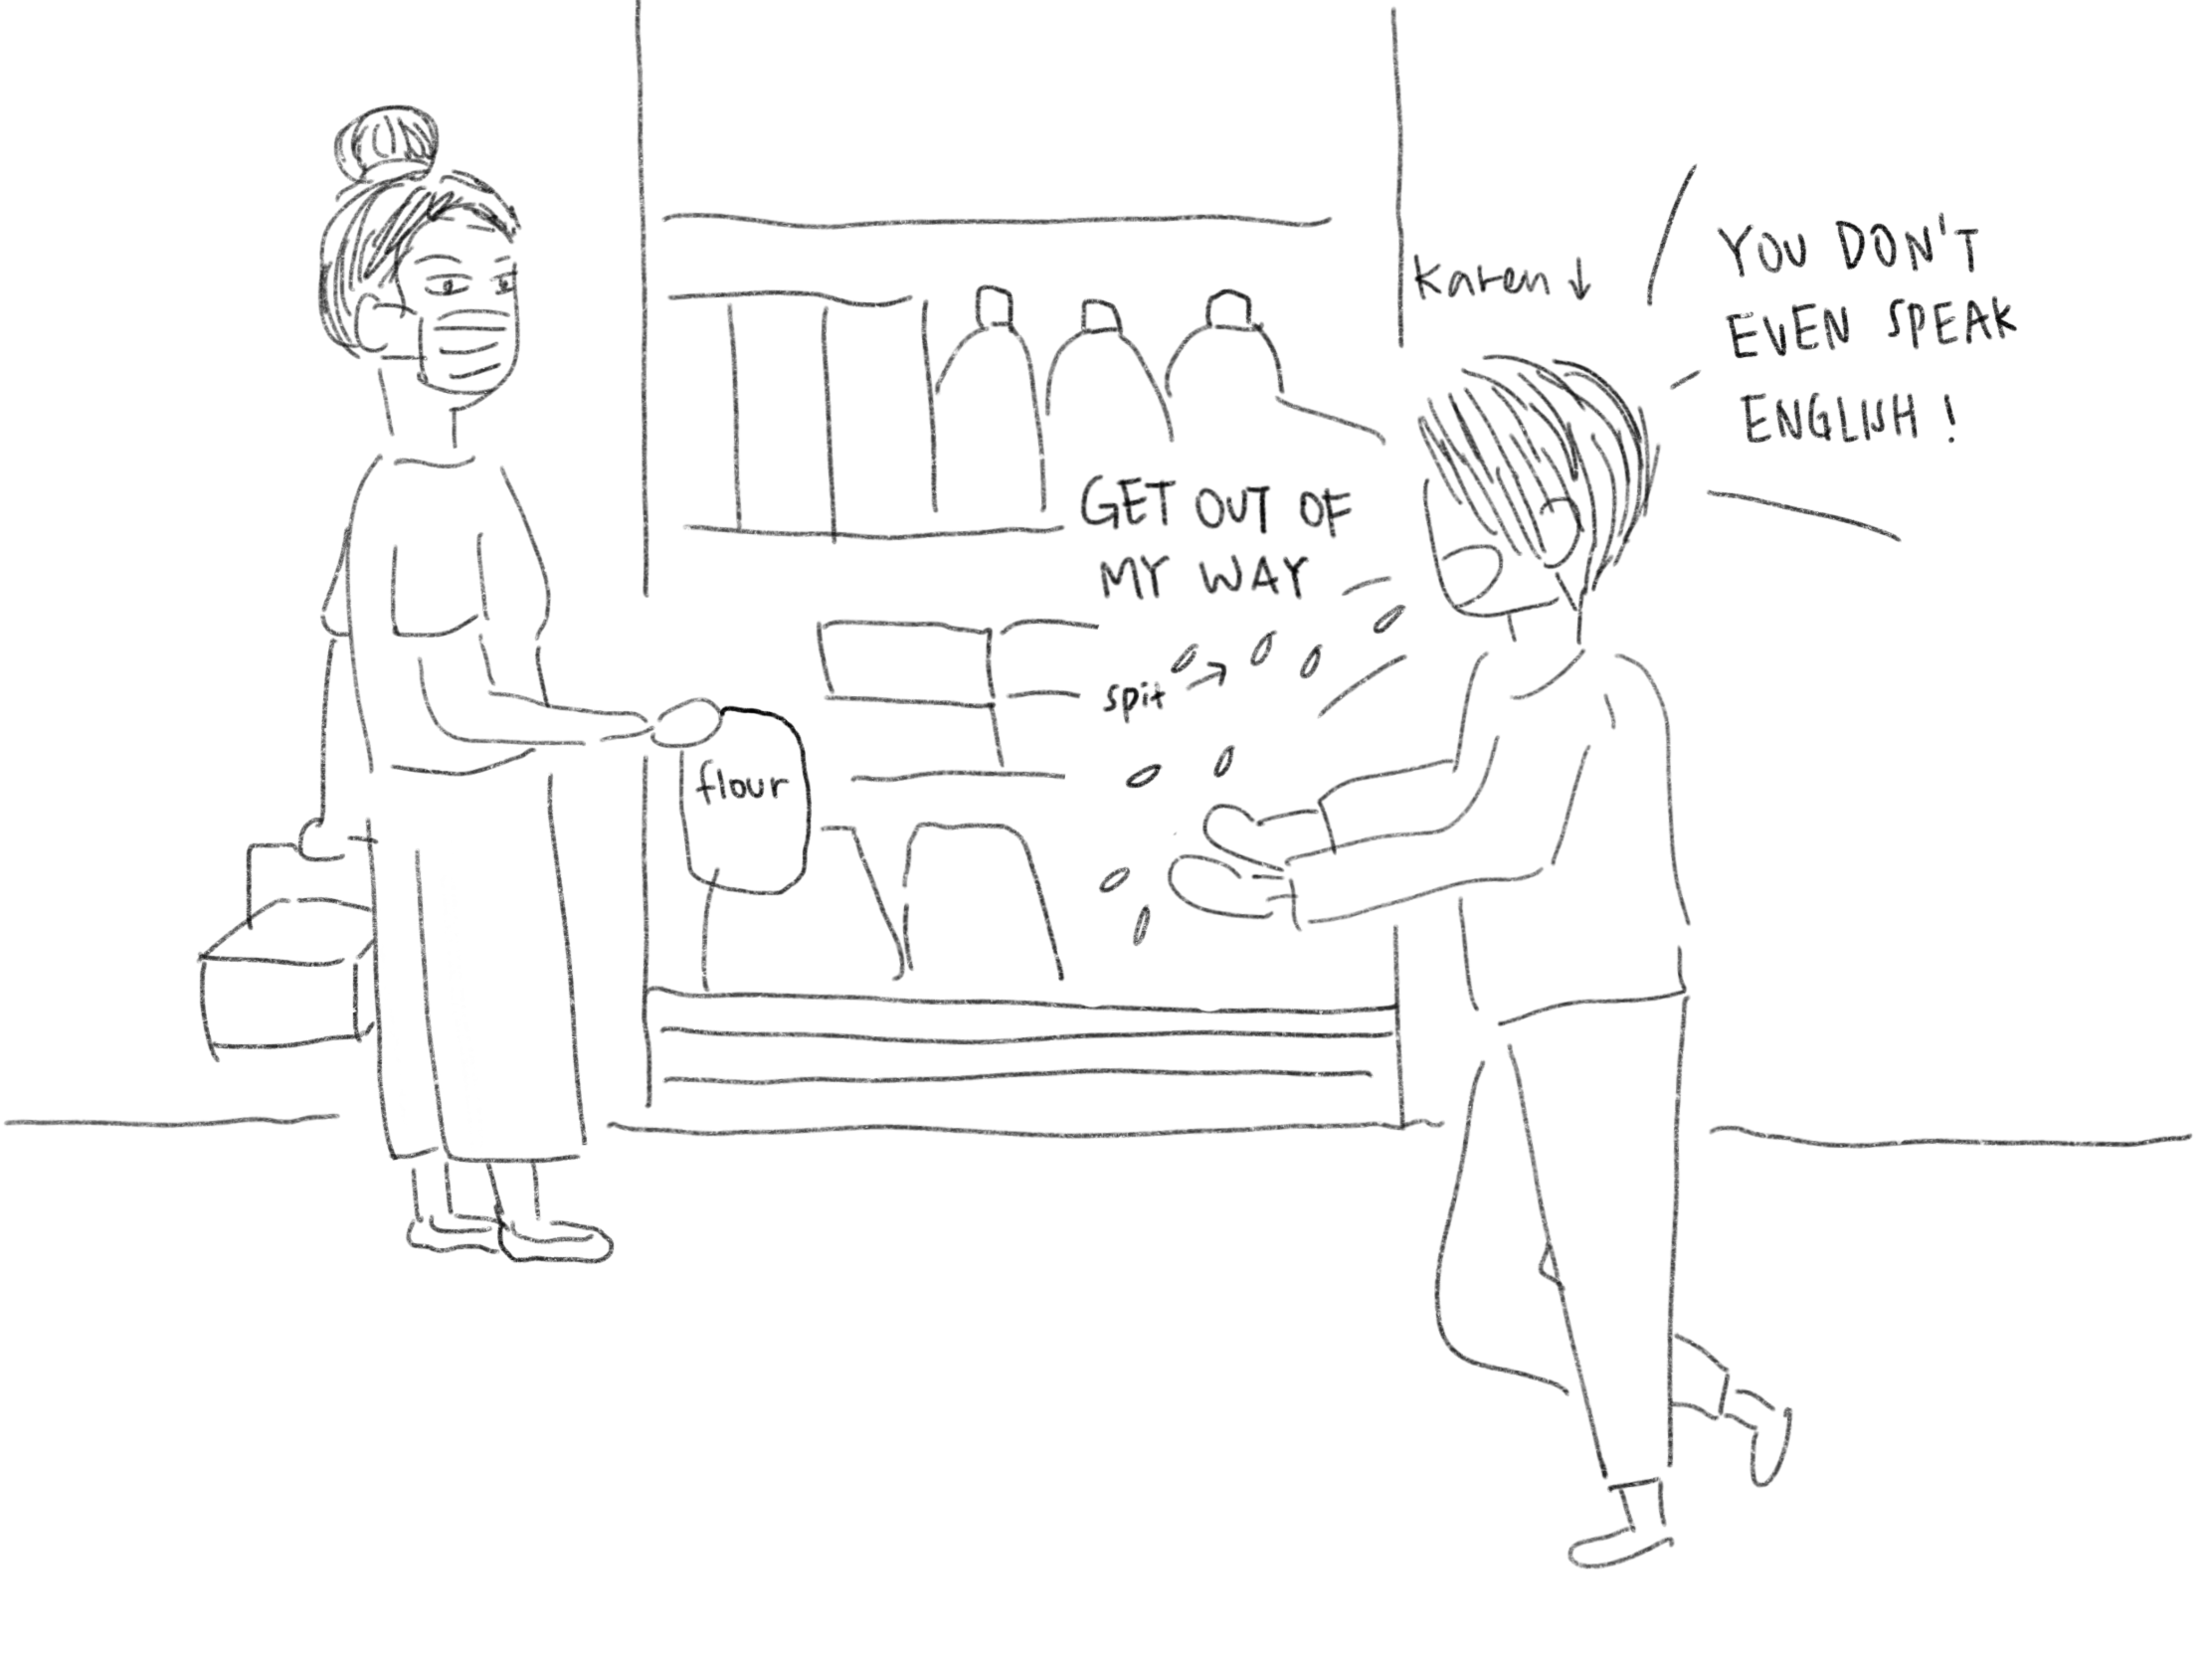 Karen ↓
YOU DON'T
EVEN SPEAK
ENGLISH!
GET OUT OF
MY WAY
spit →
flour